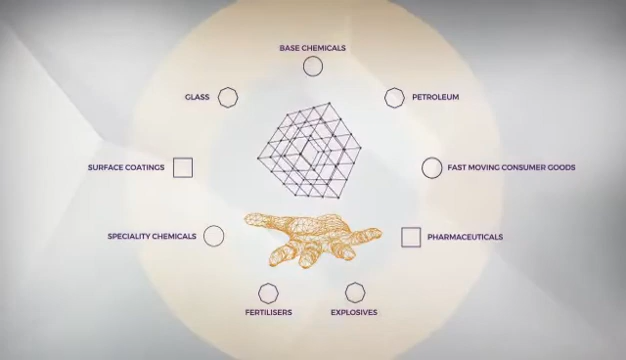 BASE CHEMICALS
GLASS
PETROLEUM
SURFACE COATINGS
FAST MOVING CONSUMER GOODS
SPECIALITY CHEMICALS
PHARMACEUTICALS
FERTILISERS
EXPLOSIVES